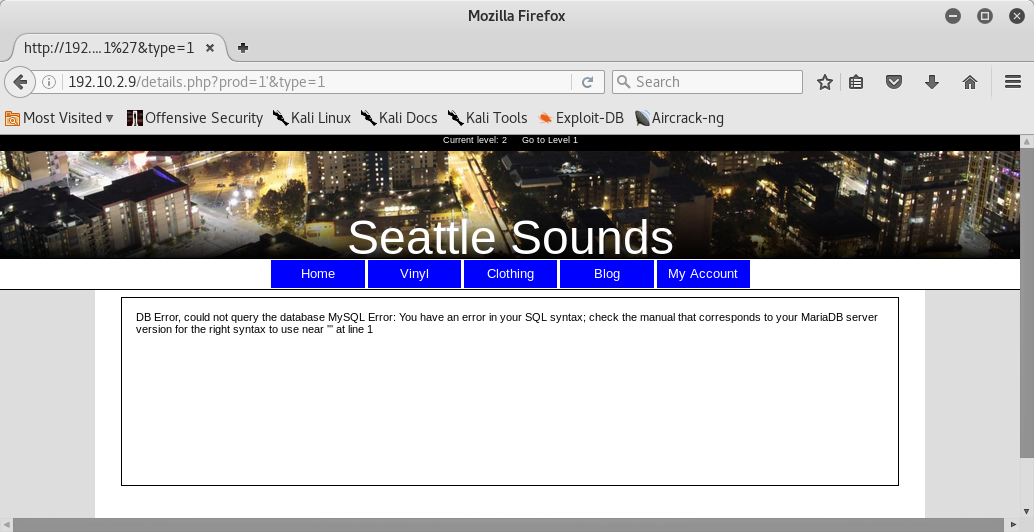 Mozilla Firefox
http://192.... 1%27&type=1
192.10.2.9/details.php?prod=1'&type=1
Search
Most Visited
Offensive Security
Kali Linux
Kali Docs
Kali Tools
Exploit-DB
Aircrack-ng
Current level: 2 Go to Level 1
Seattle Sounds
Home
Vinyl
Clothing
Blog
My Account
DB Error, could not query the database MySQL Error: You have an error in your SQL syntax; check the manual that corresponds to your MariaDB server
version for the right syntax to use near ''' at line 1